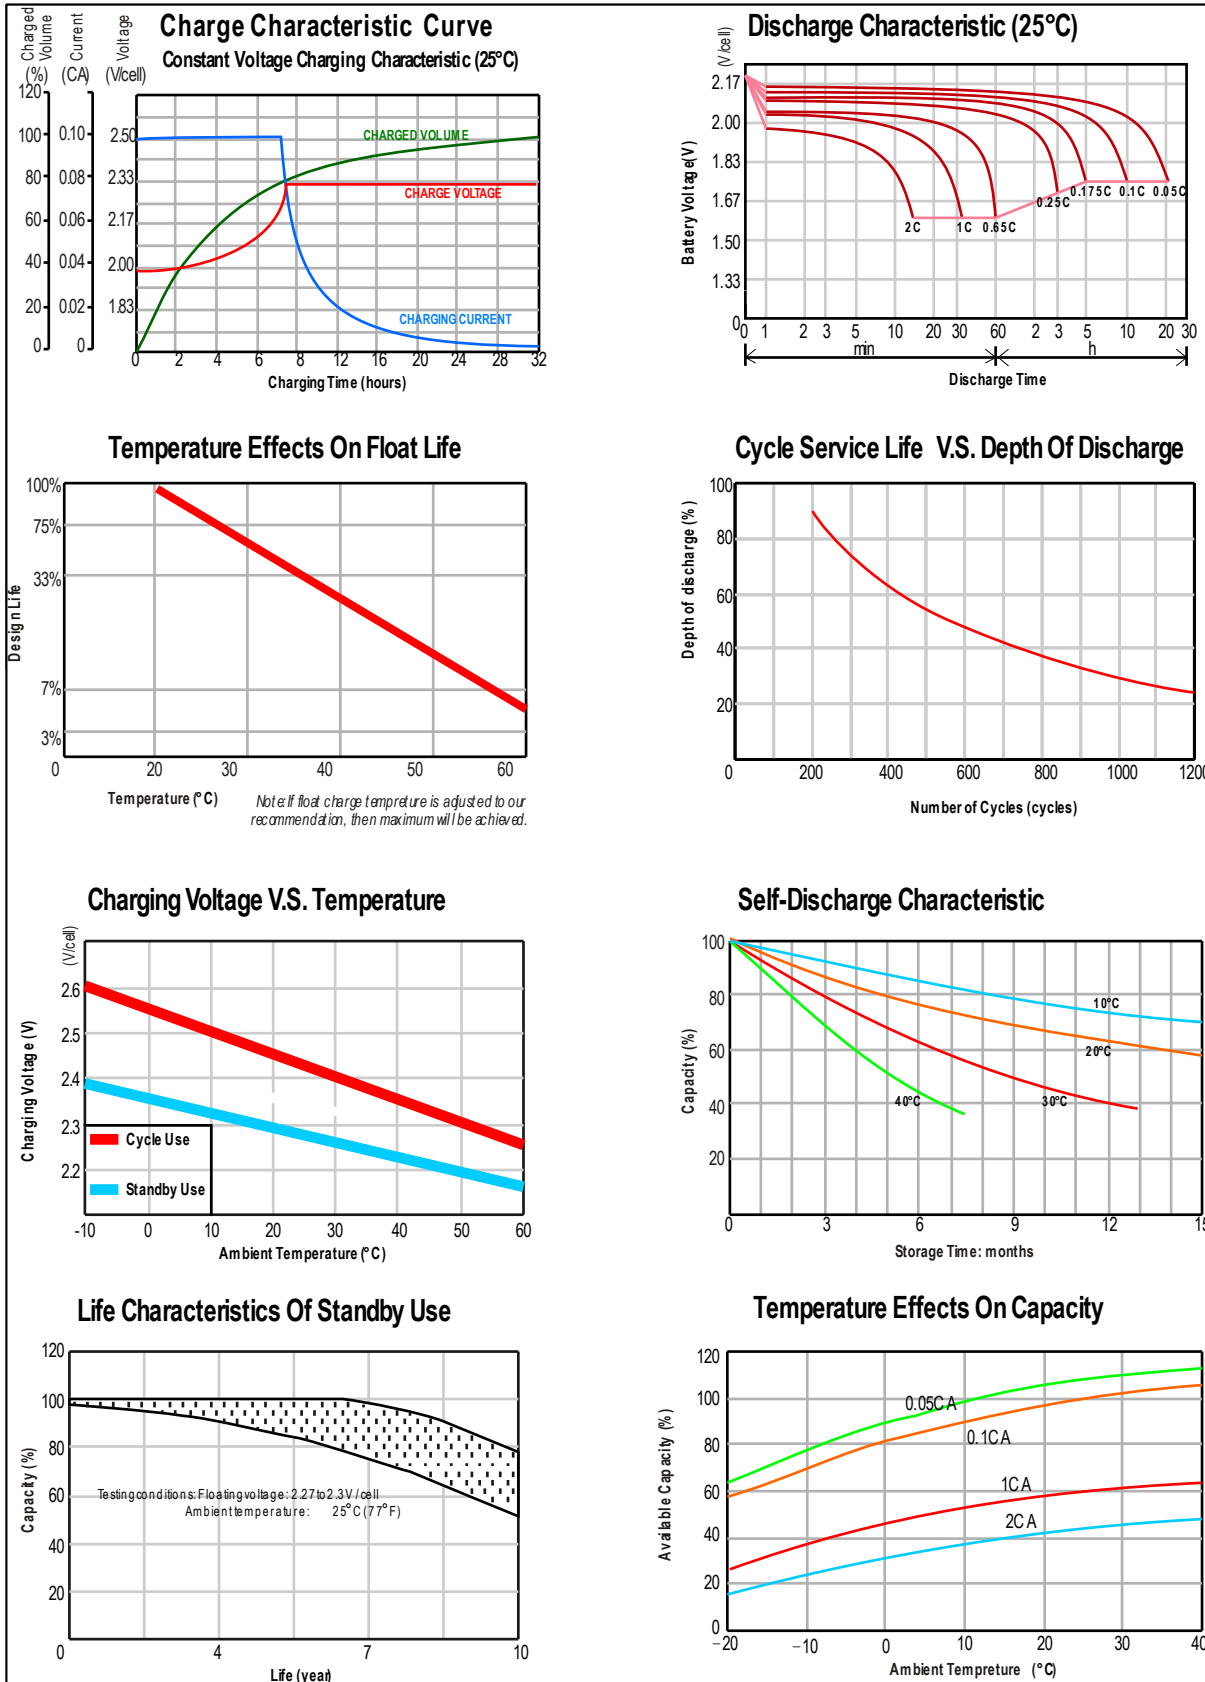 Charge Characteristic Curve
Constant Voltage Charging Characteristic (25°C)
Charged Volume
(%)
Current
(CA)
Voltage
(V/cell)
120
100 0.10 2.50
80 0.08 2.33
60 0.06 2.17
40 0.04 2.00
20 0.02 1.83
0 0
CHARGED VOLUME
CHARGE VOLTAGE
CHARGING CURRENT
0 2 4 6 8 12 16 20 24 28 32
Charging Time (hours)
Discharge Characteristic (25°C)
(V/cell)
Battery Voltage(V)
2.17
2.00
1.83
1.67
1.50
1.33
0
2C 1C 0.65C 0.25C 0.175C 0.1C 0.05C
0 1 2 3 5 10 20 30 60 2 3 5 10 20 30
min h
Discharge Time
Temperature Effects On Float Life
Design Life
100%
75%
33%
7%
3%
0 20 30 40 50 60
Temperature (°C)
Note:If float charge tempreture is adjusted to our
recommendation, then maximum will be achieved.
Cycle Service Life V.S. Depth Of Discharge
Depth of discharge (%)
100
80
60
40
20
0 200 400 600 800 1000 1200
Number of Cycles (cycles)
Charging Voltage V.S. Temperature
(V/cell)
Charging Voltage (V)
2.6
2.5
2.4
2.3
2.2
Cycle Use
Standby Use
-10 0 10 20 30 40 50 60
Ambient Temperature (°C)
Self-Discharge Characteristic
Capacity (%)
100
80
60
40
20
10°C
20°C
30°C
40°C
0 3 6 9 12 15
Storage Time: months
Life Characteristics Of Standby Use
Capacity (%)
120
100
80
60
40
20
Testing conditions: Floating voltage: 2.27 to 2.3 V / cell
Ambient temperature: 25°C (77°F)
0 4 7 10
Life (year)
Temperature Effects On Capacity
Available Capacity (%)
120
100
80
60
40
20
0
0.05CA
0.1CA
1CA
2CA
-20 -10 0 10 20 30 40
Ambient Tempreture (°C)